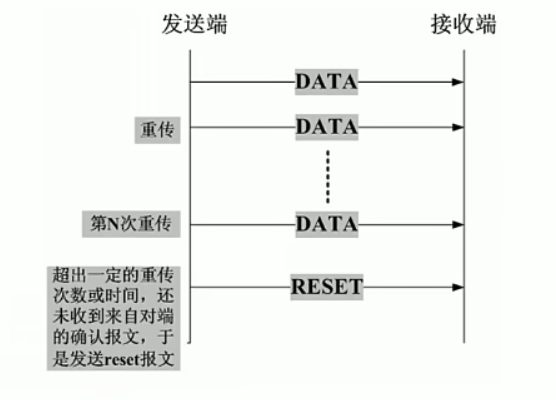 发送端 接收端
DATA
重传 DATA
第N次重传 DATA
超出一定的重传
次数或时间，还
未收到来自对端
的确认报文，于
是发送reset报文
RESET